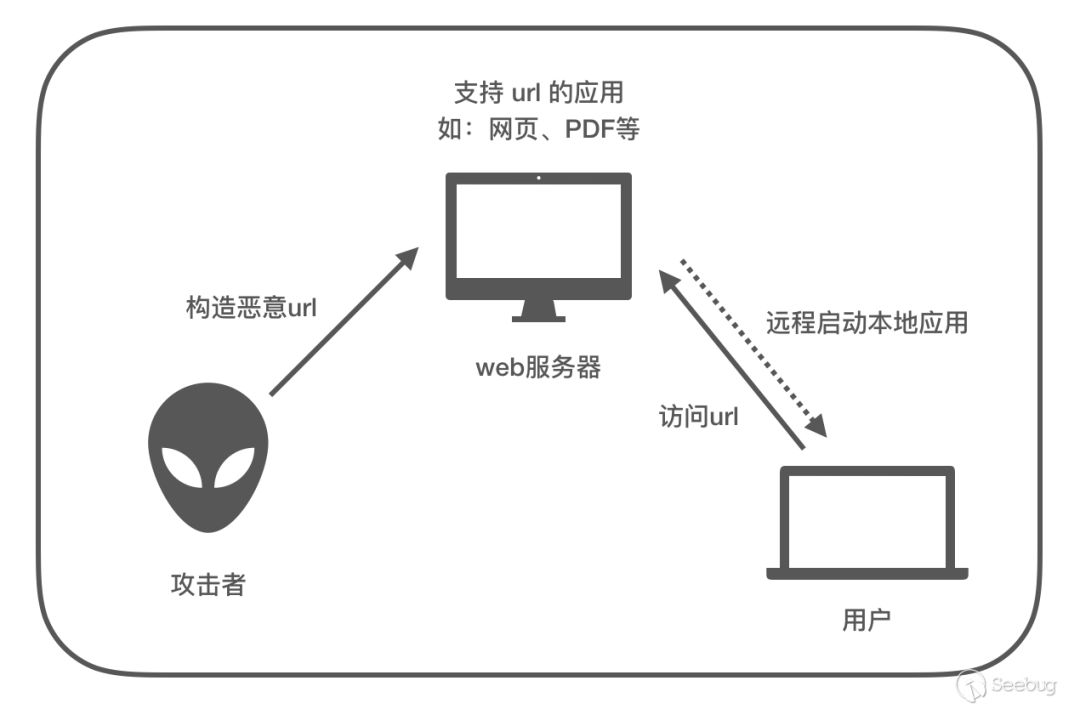 支持 url 的应用
如：网页、PDF等
构造恶意url
远程启动本地应用
web服务器
访问url
攻击者
用户
Seebug